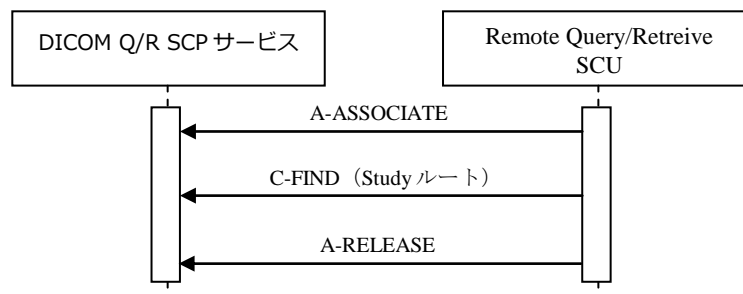 DICOM Q/R SCP サービス
Remote Query/Retreive
SCU
A-ASSOCIATE
C-FIND（Study ルート）
A-RELEASE